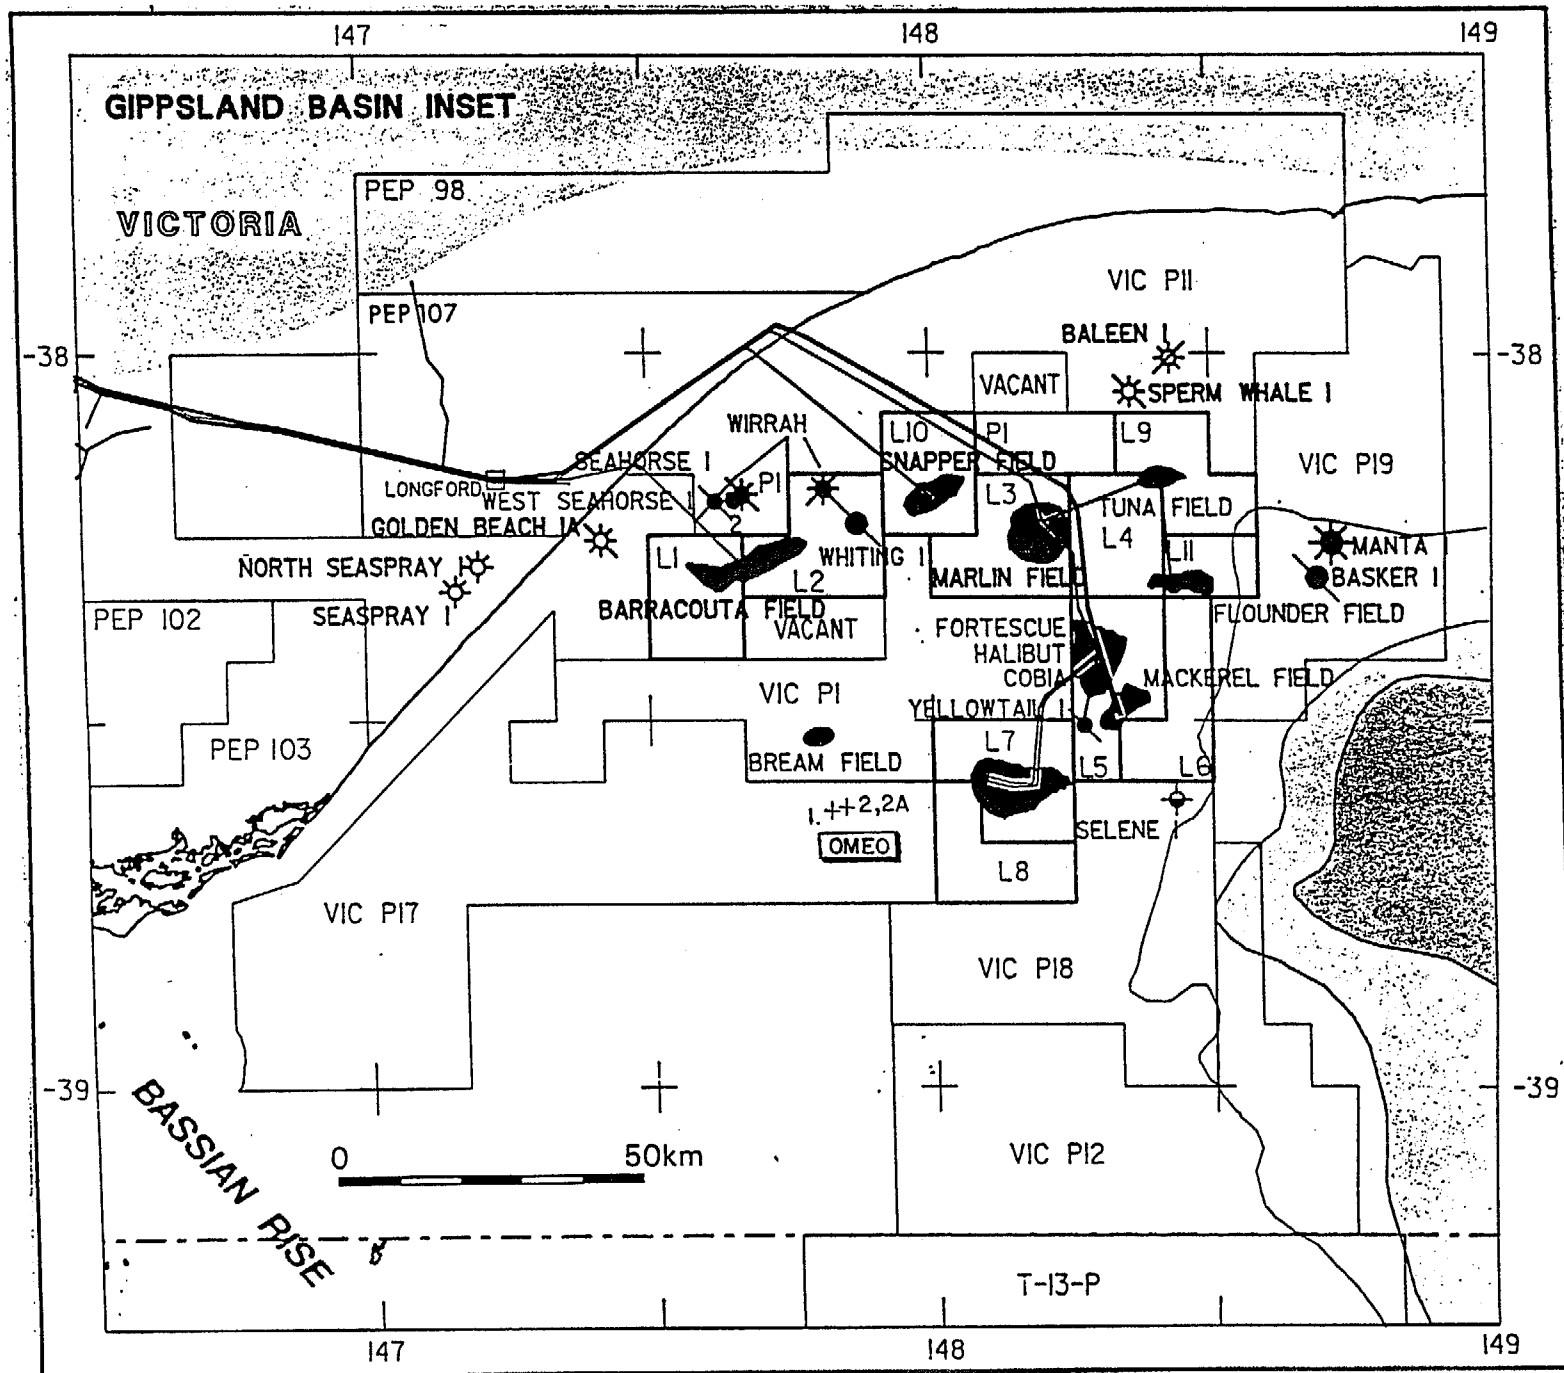 147
148
149
GIPPSLAND BASIN INSET
PEP 98
VICTORIA
VIC P11
PEP 107
BALEEN 1
-38
-38
VACANT
SPERM WHALE 1
WIRRAH
L10
P1
L9
SEAHORSE 1
SNAPPER FIELD
VIC P19
LONGFORD
WEST SEAHORSE 1
P1
L3
2
TUNA FIELD
GOLDEN BEACH 1A
L4
MANTA 1
NORTH SEASPRAY 1
L1
WHITING 1
L11
L2
MARLIN FIELD
BASKER 1
SEASPRAY 1
BARRACOUTA FIELD
FLOUNDER FIELD
PEP 102
VACANT
FORTESCUE
HALIBUT
COBIA
MACKEREL FIELD
VIC P1
YELLOWTAIL 1
PEP 103
L7
BREAM FIELD
L5
L6
1.++2,2A
OMEO
SELENE 1
L8
VIC P17
VIC P18
-39
-39
BASSIAN RISE
0
50km
VIC P12
T-13-P
147
148
149